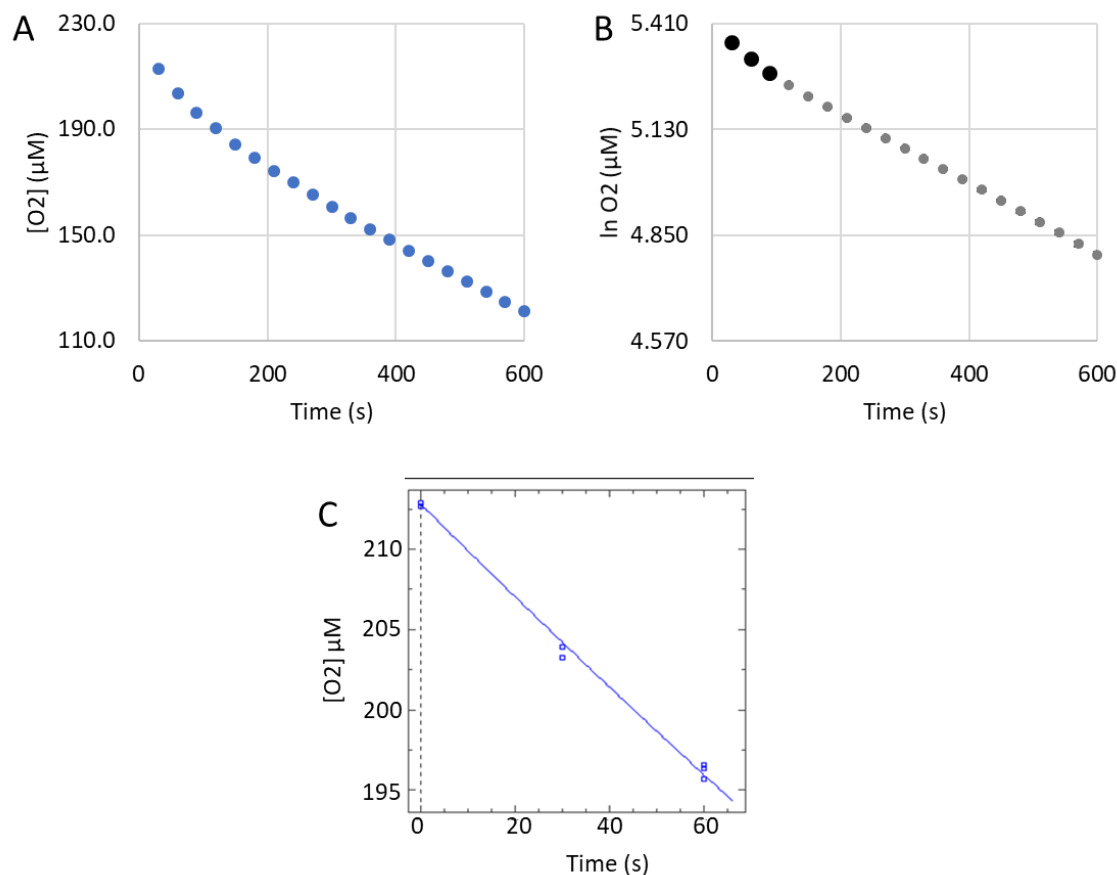 A
230.0
190.0
150.0
110.0
[O2] (µM)
0 200 400 600
Time (s)
B
5.410
5.130
4.850
4.570
ln O2 (µM)
0 200 400 600
Time (s)
C
210
205
200
195
[O2] µM
0 20 40 60
Time (s)